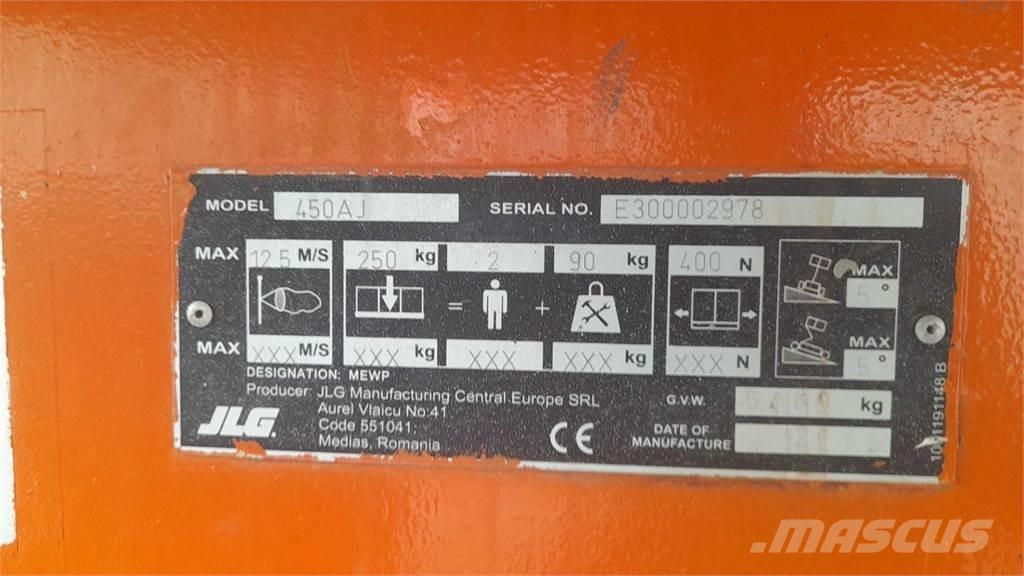 MODEL 450AJ SERIAL NO. E300002978
MAX 12.5 M/S 250 kg 2 90 kg 400 N MAX 5°
= +
MAX XXX M/S XXX kg XXX XXX kg XXX N MAX 5°
DESIGNATION: MEWP
Producer: JLG Manufacturing Central Europe SRL
Aurel Vlaicu No:41
Code 551041,
Medias, Romania
JLG
CE
G.V.W. kg
DATE OF
MANUFACTURE
1001191148 B
MASCUS